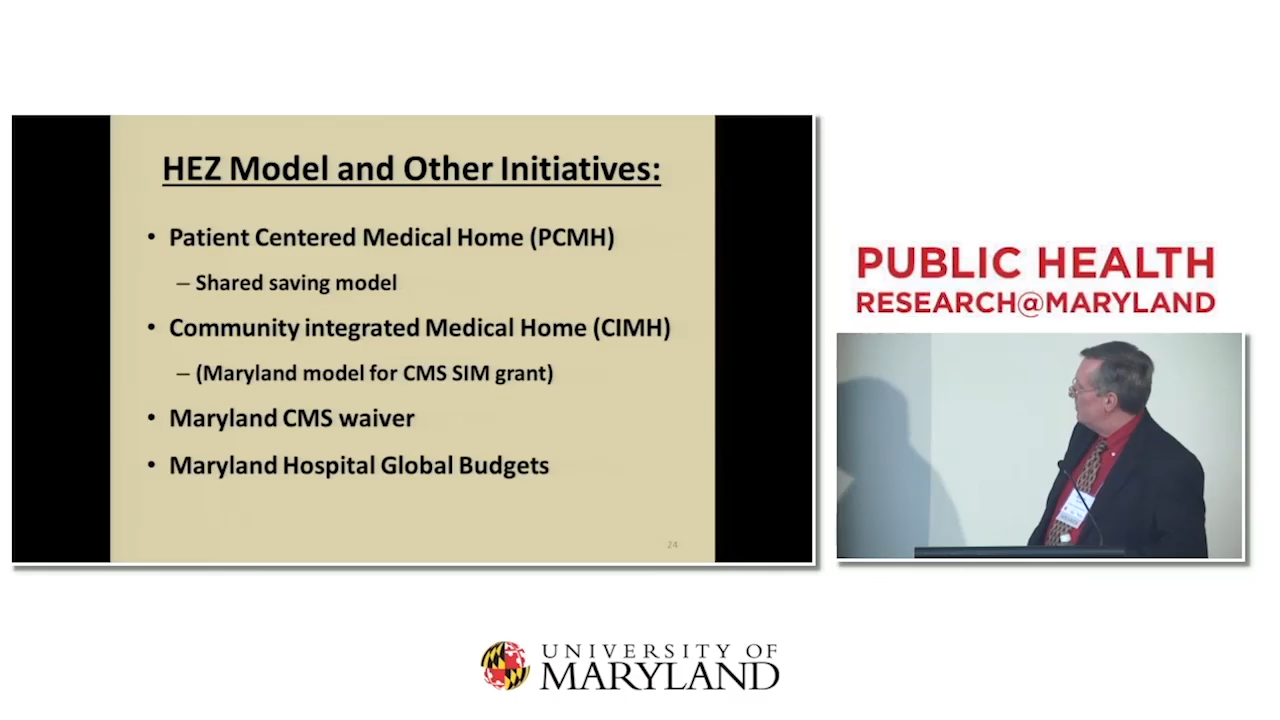 HEZ Model and Other Initiatives:
• Patient Centered Medical Home (PCMH)
– Shared saving model
• Community integrated Medical Home (CIMH)
– (Maryland model for CMS SIM grant)
• Maryland CMS waiver
• Maryland Hospital Global Budgets
24
PUBLIC HEALTH
RESEARCH@MARYLAND
UNIVERSITY OF
MARYLAND